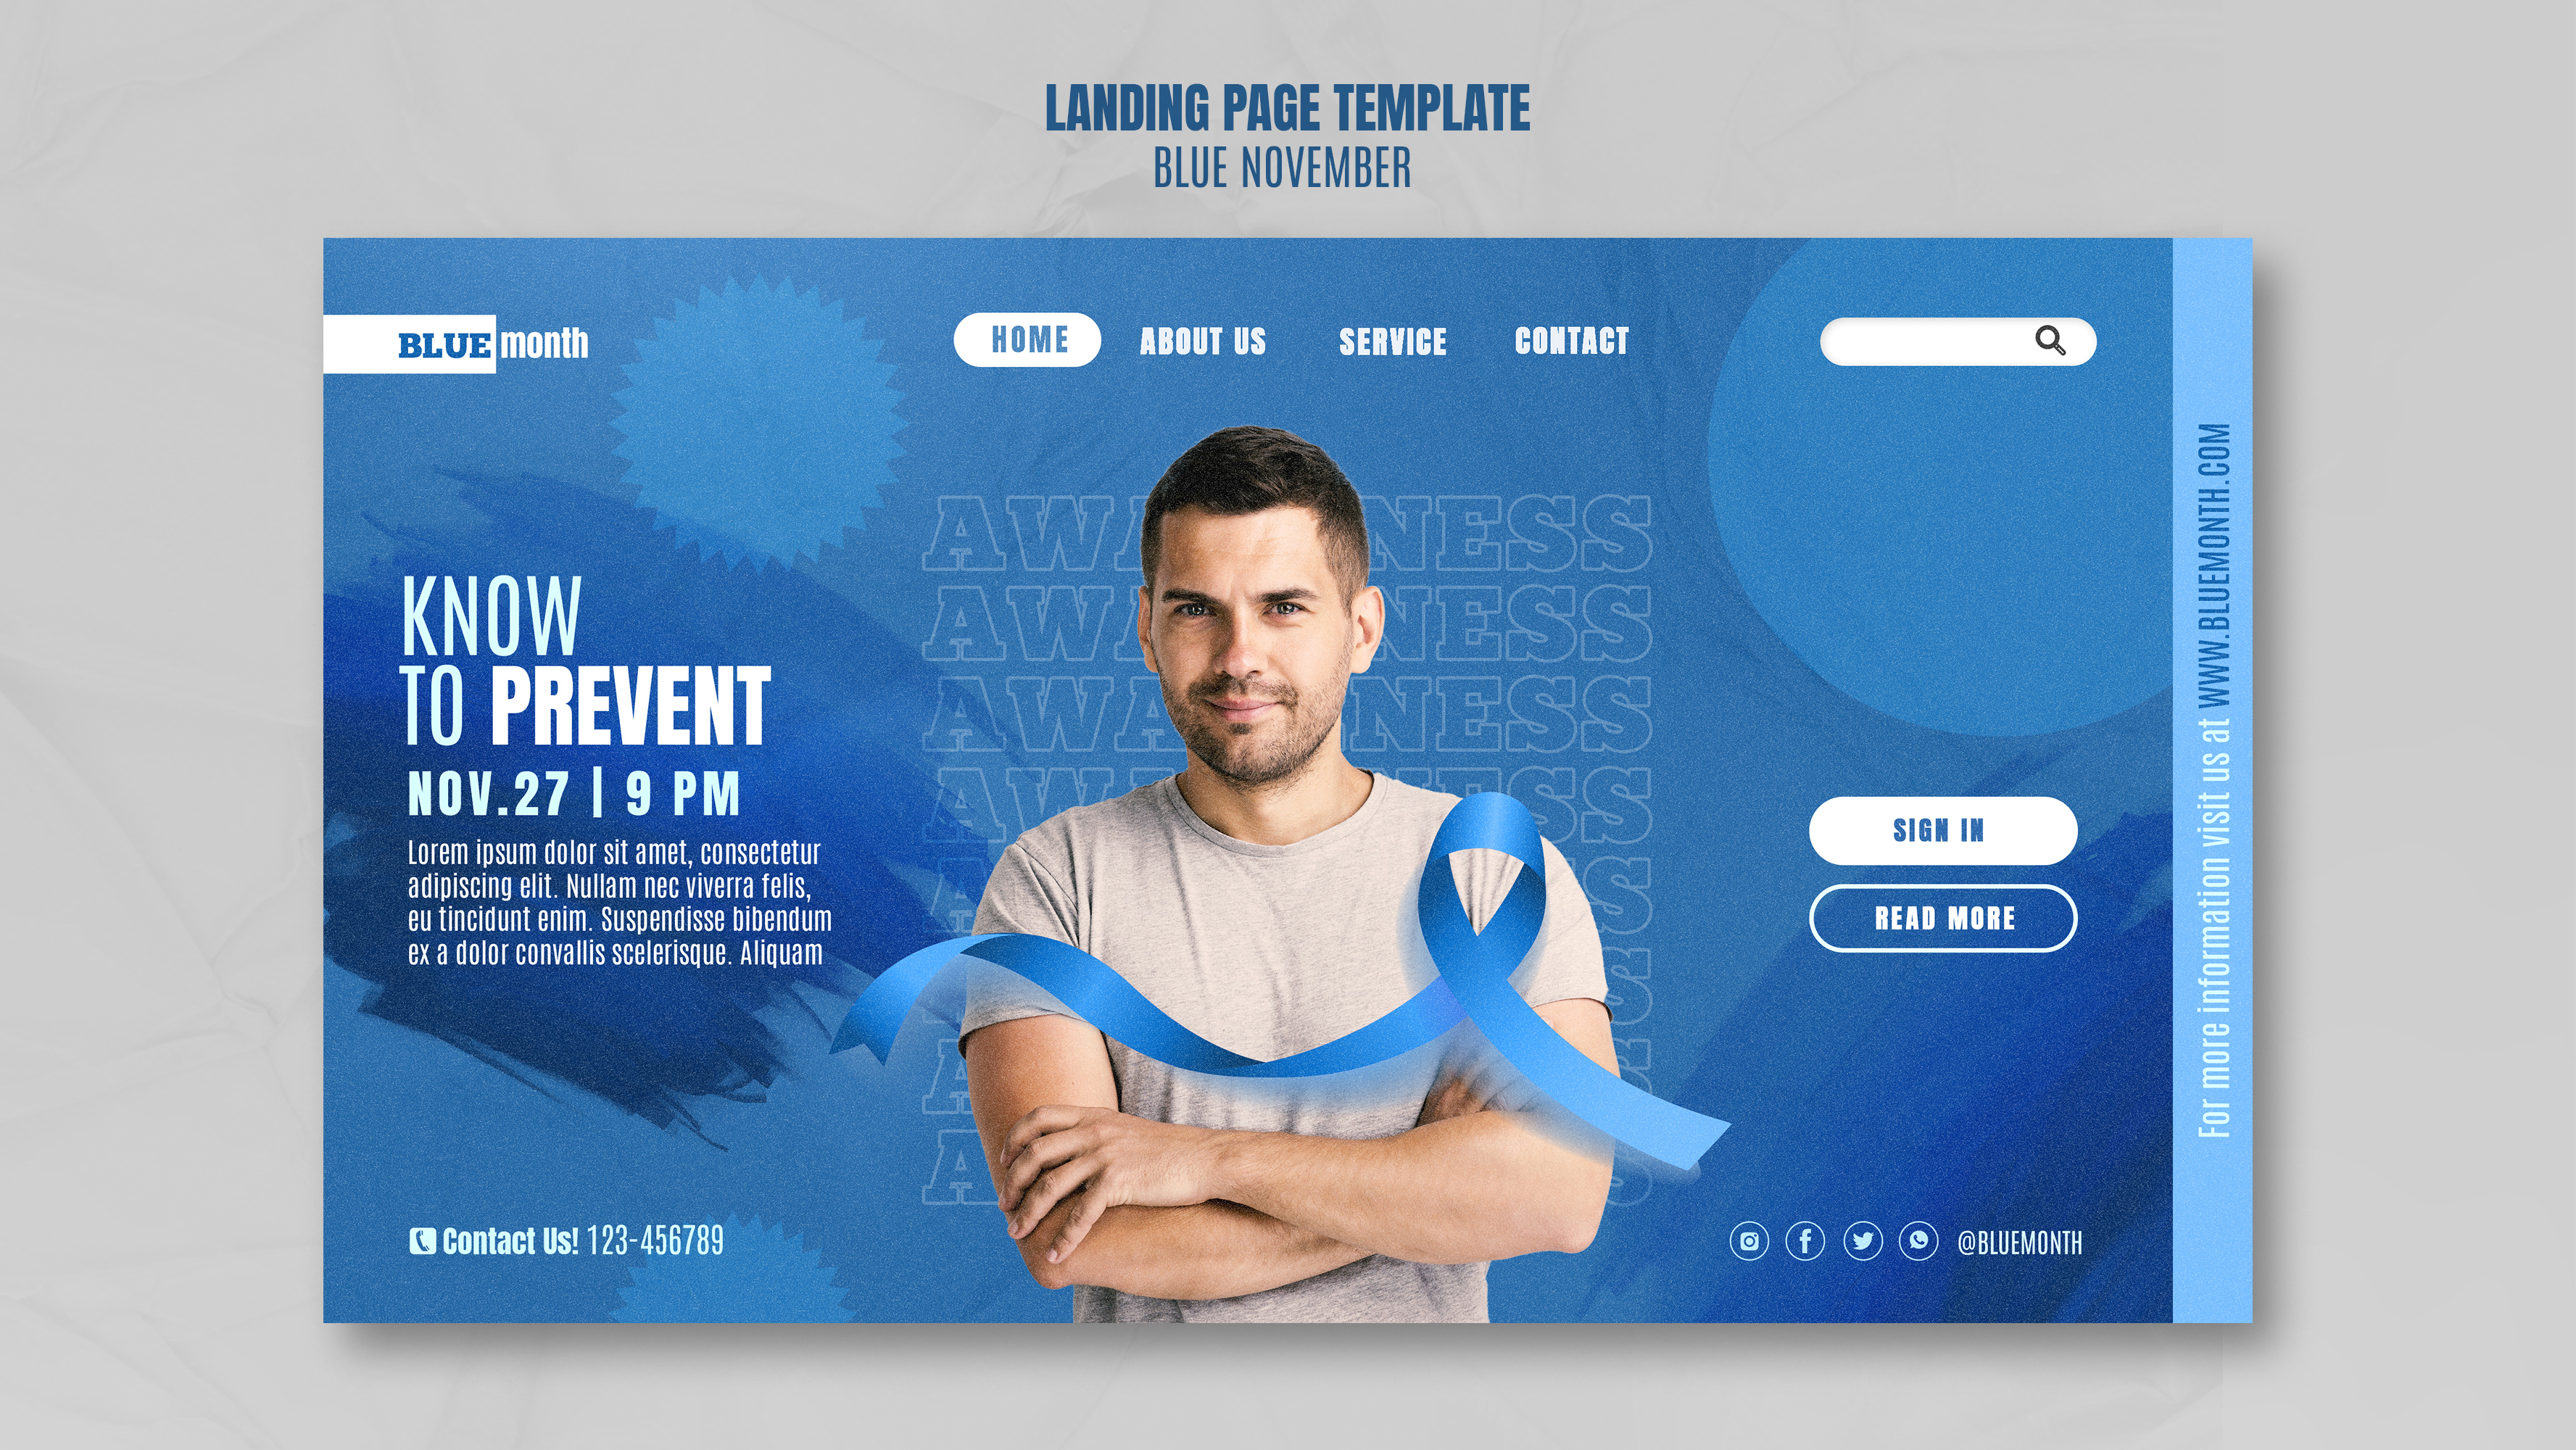 LANDING PAGE TEMPLATE
BLUE NOVEMBER
BLUE month
HOME
ABOUT US
SERVICE
CONTACT
KNOW
TO PREVENT
NOV.27 | 9 PM
Lorem ipsum dolor sit amet, consectetur
adipiscing elit. Nullam nec viverra felis,
eu tincidunt enim. Suspendisse bibendum
ex a dolor convallis scelerisque. Aliquam
AWARENESS
AWARENESS
AWARENESS
AWARENESS
SIGN IN
READ MORE
Contact Us! 123-456789
@BLUEMONTH
For more information visit us at WWW.BLUEMONTH.COM